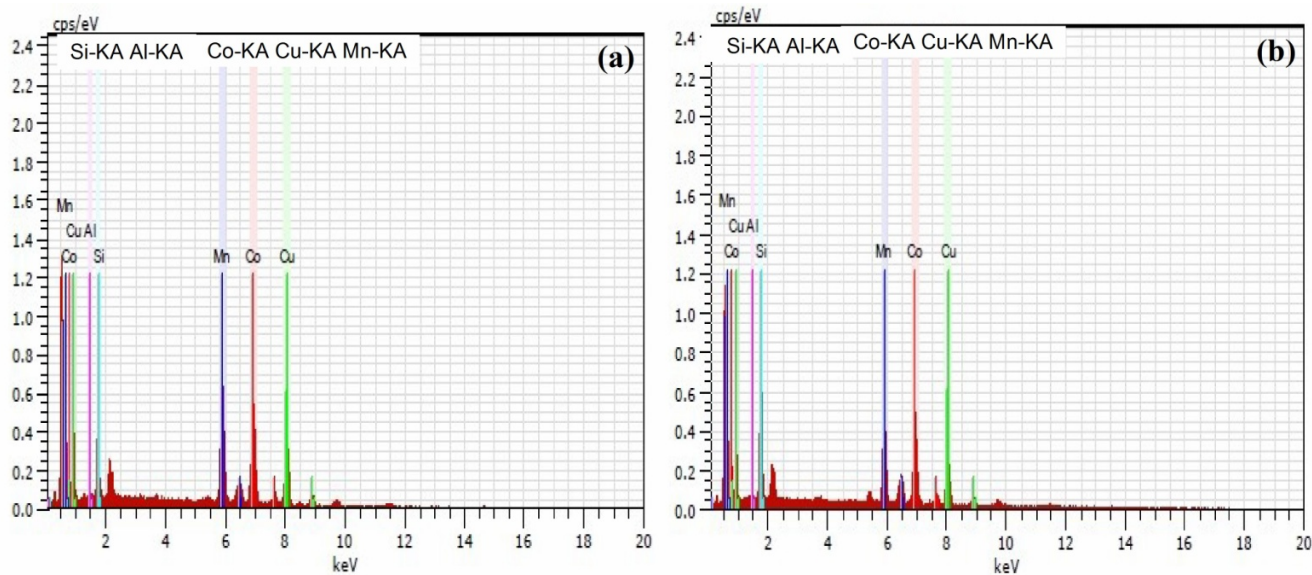 cps/eV
Si-KA Al-KA Co-KA Cu-KA Mn-KA
(a)
2.4
2.2
2.0
1.8
1.6
1.4
1.2
1.0
0.8
0.6
0.4
0.2
0.0
Mn
Cu Al
Co Si Mn Co Cu
2 4 6 8 10 12 14 16 18 20
keV
cps/eV
Si-KA Al-KA Co-KA Cu-KA Mn-KA
(b)
2.4
2.2
2.0
1.8
1.6
1.4
1.2
1.0
0.8
0.6
0.4
0.2
0.0
Mn
Cu Al
Co Si Mn Co Cu
2 4 6 8 10 12 14 16 18 20
keV